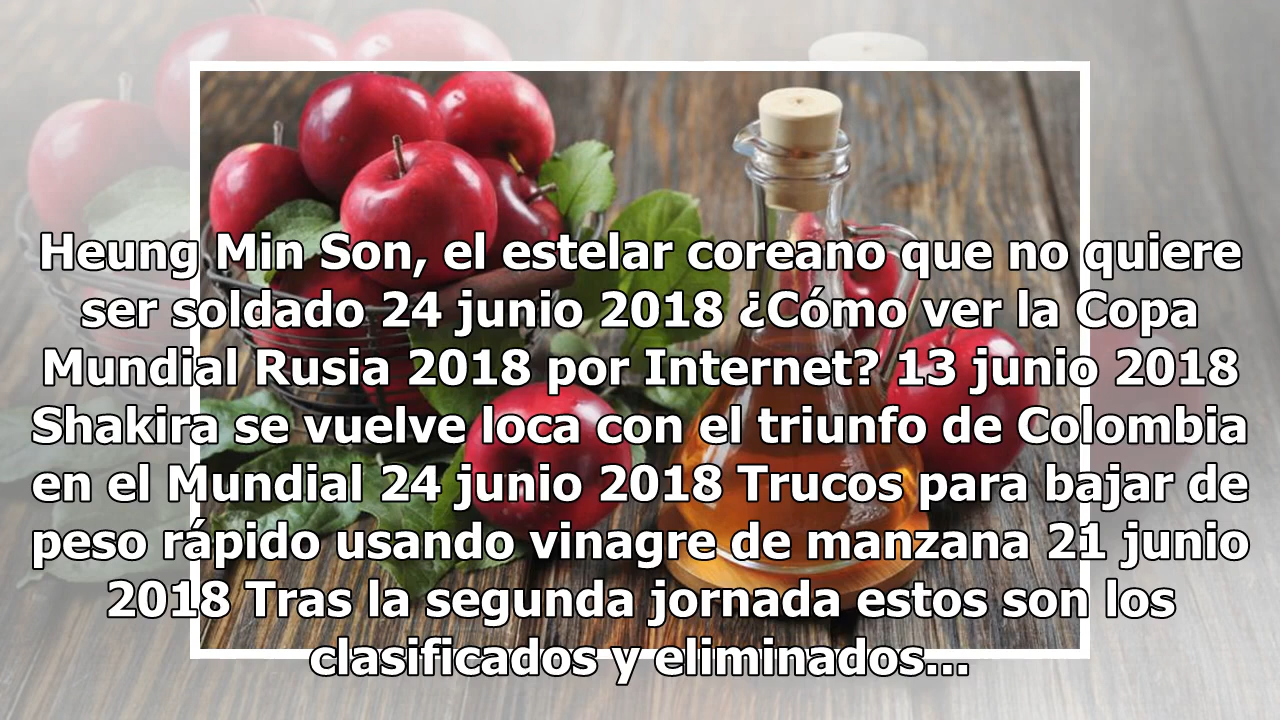 Heung Min Son, el estelar coreano que no quiere
ser soldado 24 junio 2018 ¿Cómo ver la Copa
Mundial Rusia 2018 por Internet? 13 junio 2018
Shakira se vuelve loca con el triunfo de Colombia
en el Mundial 24 junio 2018 Trucos para bajar de
peso rápido usando vinagre de manzana 21 junio
2018 Tras la segunda jornada estos son los
clasificados y eliminados...